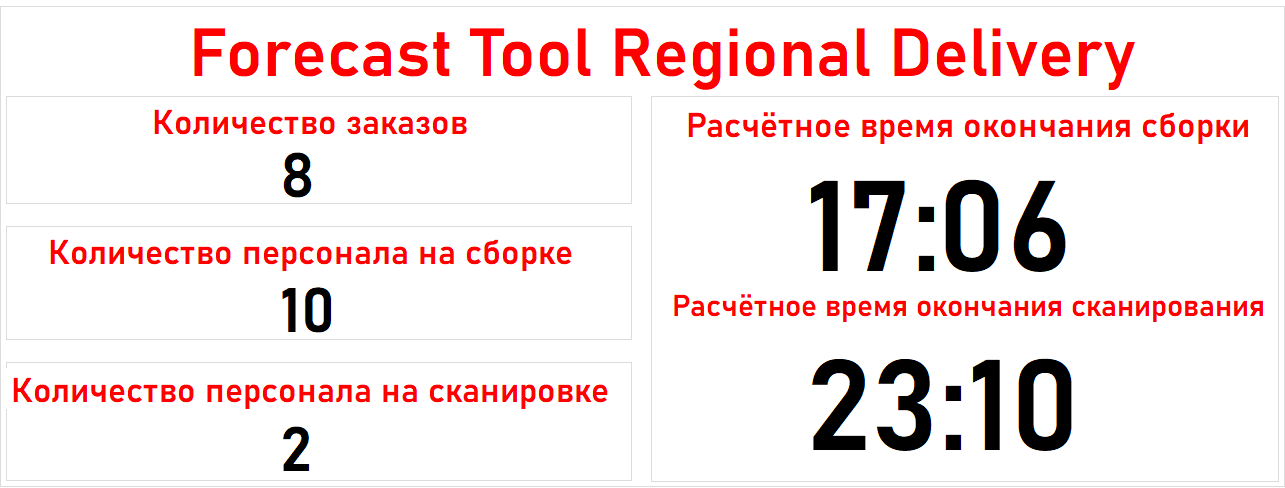 Forecast Tool Regional Delivery
Количество заказов
8
Количество персонала на сборке
10
Количество персонала на сканировке
2
Расчётное время окончания сборки
17:06
Расчётное время окончания сканирования
23:10